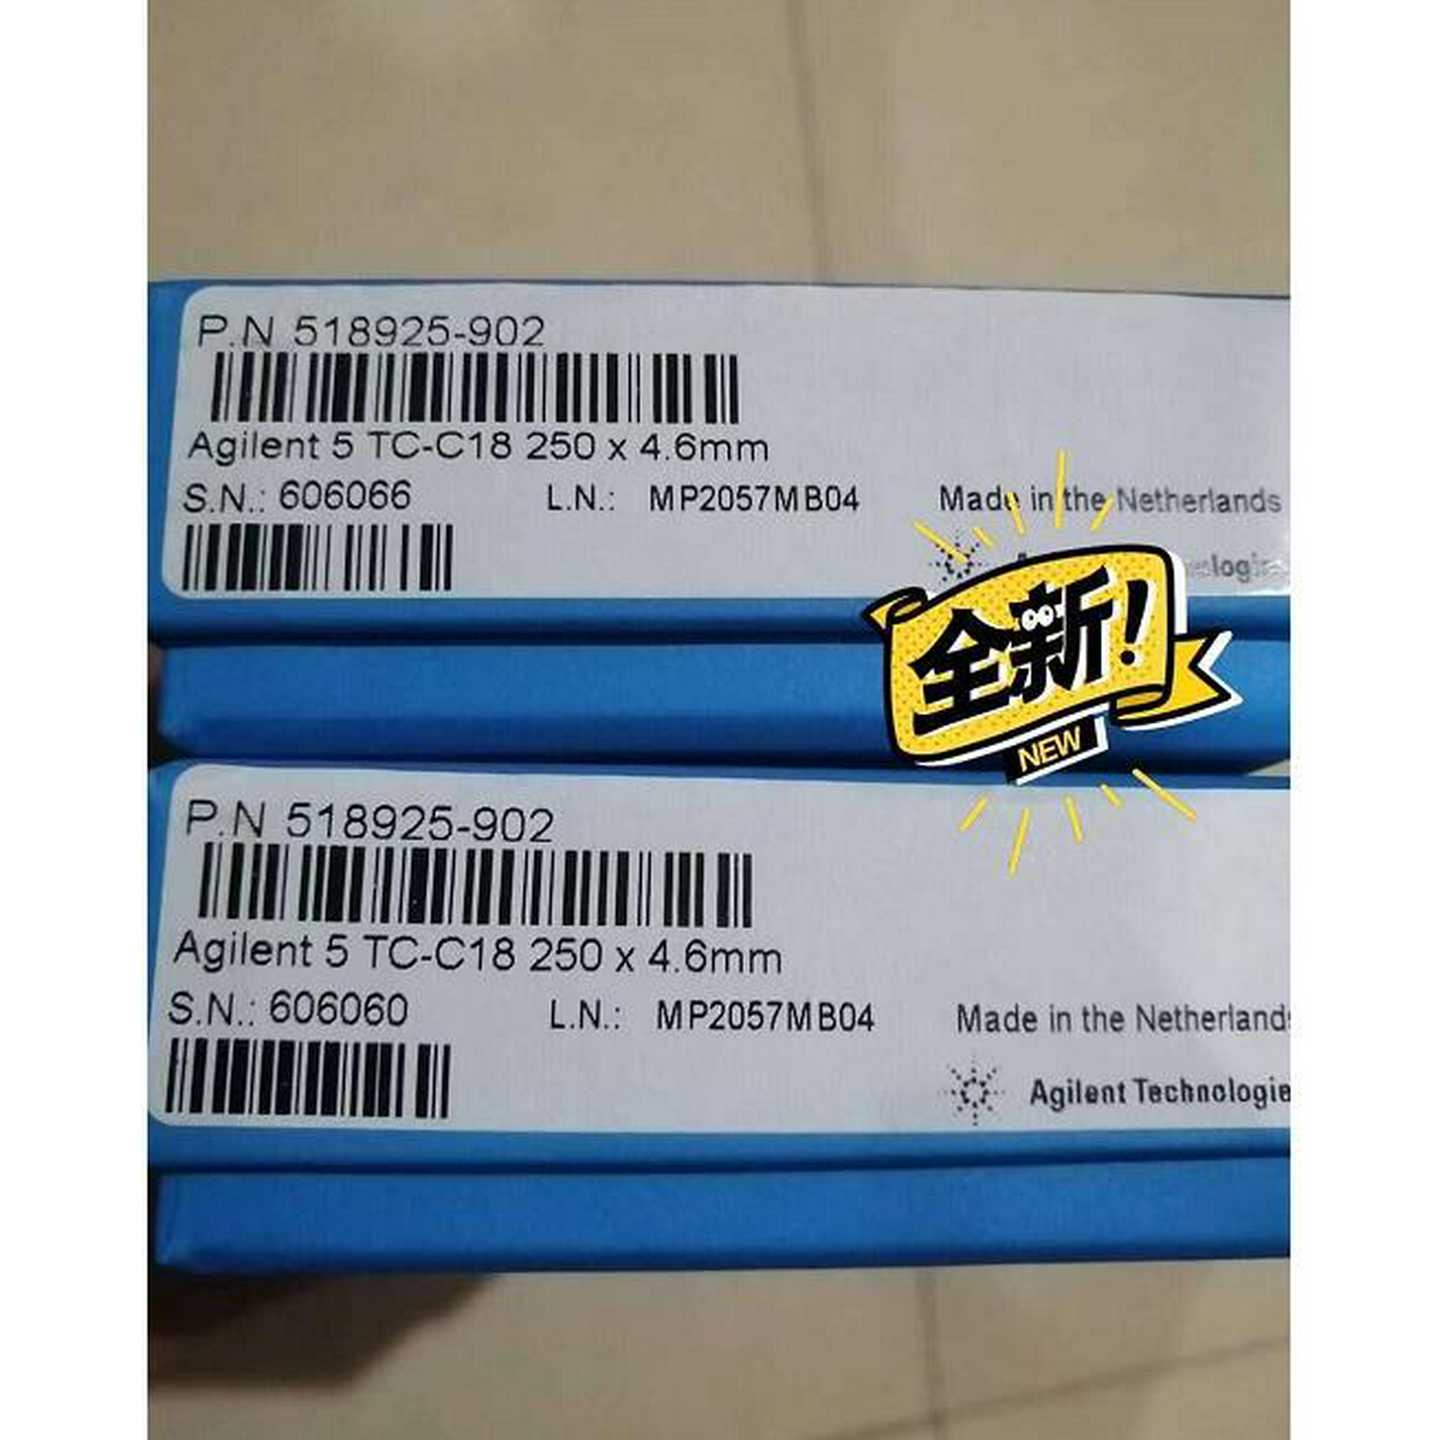 P.N 518925-902
Agilent 5 TC-C18 250 x 4.6mm
S.N.: 606066 L.N.: MP2057MB04 Made in the Netherlands
全新!
NEW
P.N 518925-902
Agilent 5 TC-C18 250 x 4.6mm
S.N.: 606060 L.N.: MP2057MB04 Made in the Netherlands
Agilent Technologie